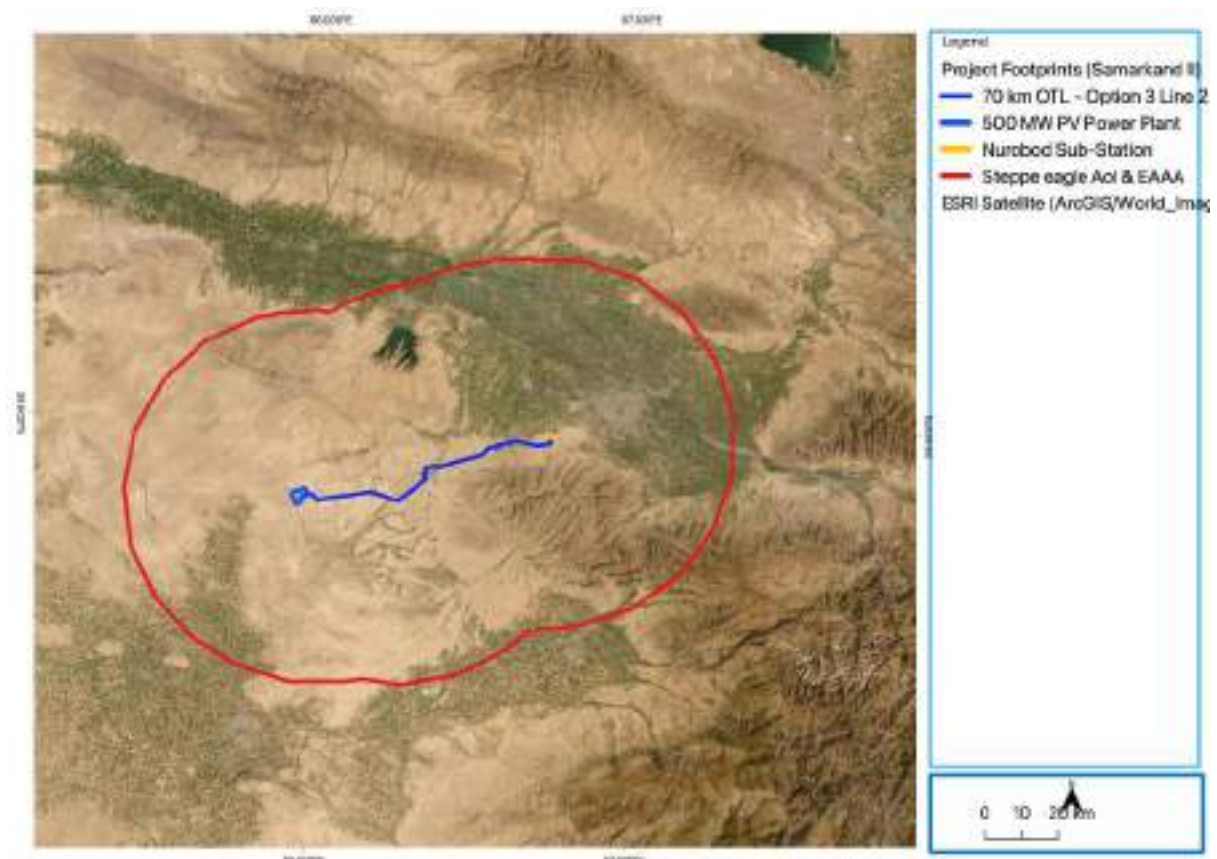 Legend
Project Footprints (Samarkand II)
70 km OTL - Option 3 Line 2
500 MW PV Power Plant
Nurobod Sub-Station
Steppe eagle AoI & EAAA
ESRI Satellite (ArcGIS/World_Imag
0 10 20 km